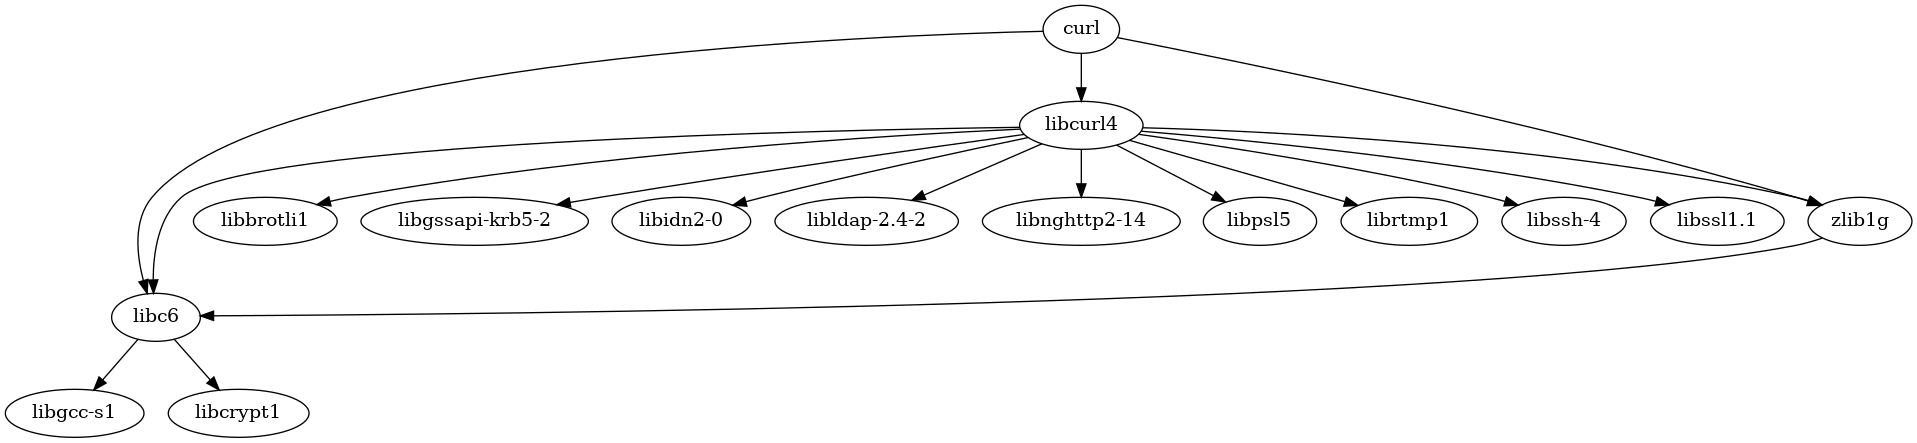 curl
libcurl4
libbrotli1
libgssapi-krb5-2
libidn2-0
libldap-2.4-2
libnghttp2-14
libpsl5
librtmp1
libssh-4
libssl1.1
zlib1g
libc6
libgcc-s1
libcrypt1